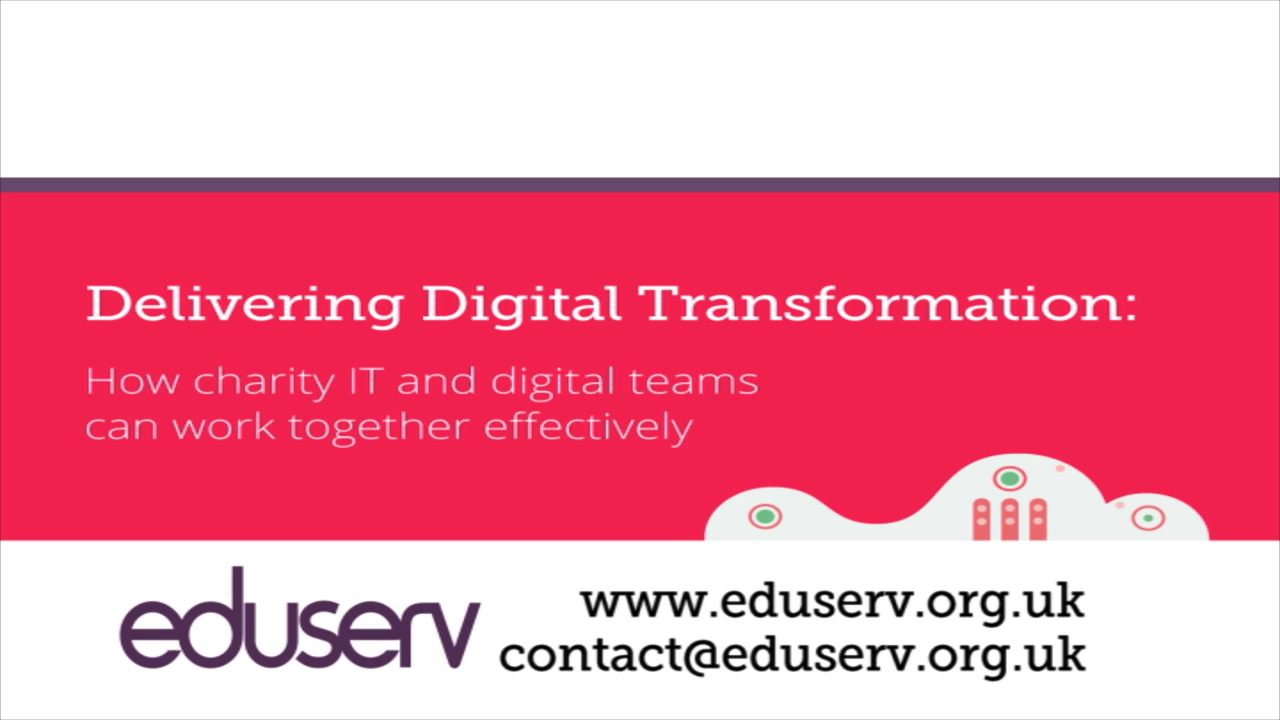 Delivering Digital Transformation:
How charity IT and digital teams
can work together effectively
eduserv
www.eduserv.org.uk
contact@eduserv.org.uk